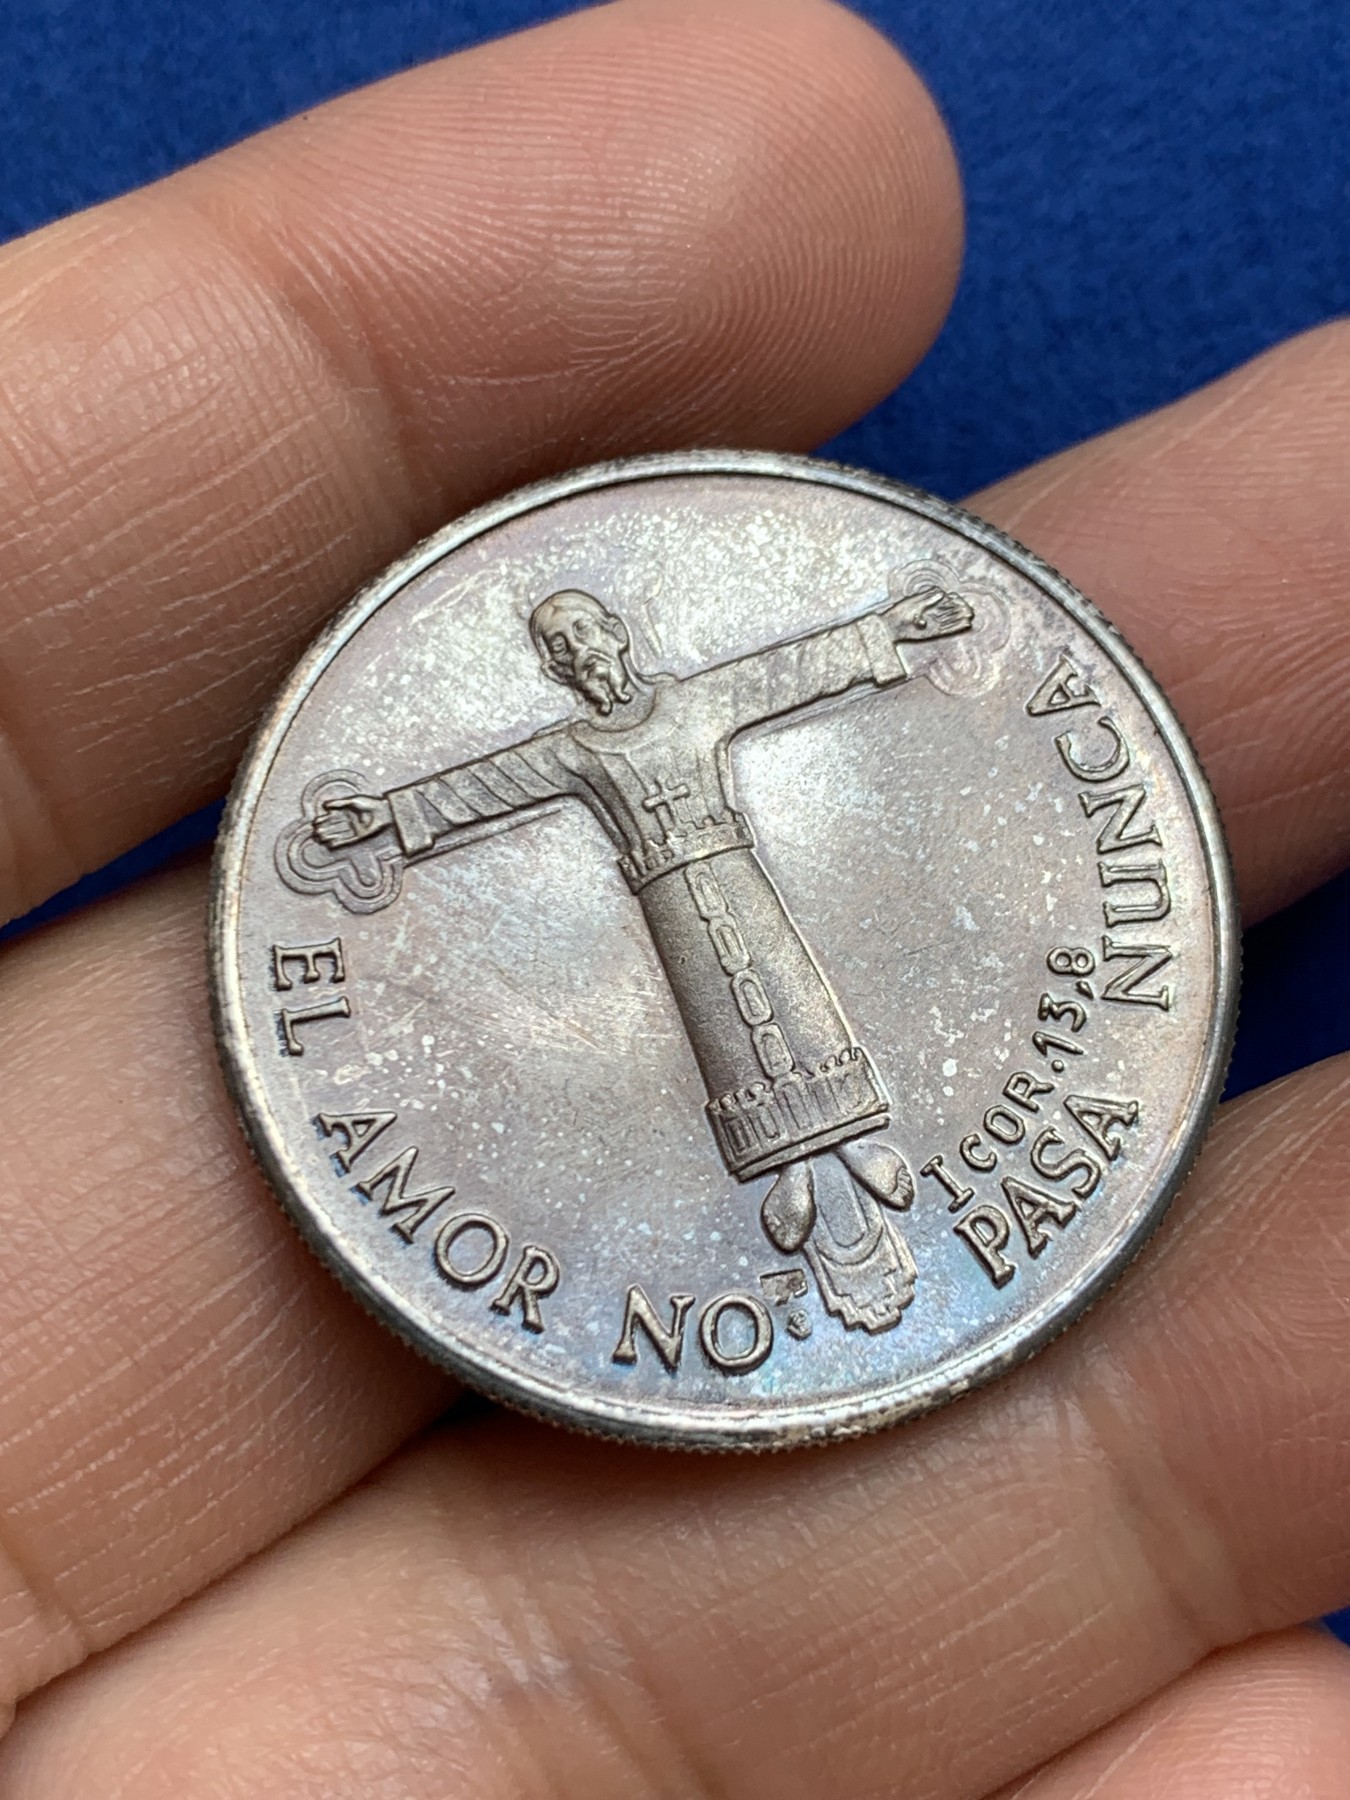 EL AMOR NO PASA NUNCA
I COR. 13,8